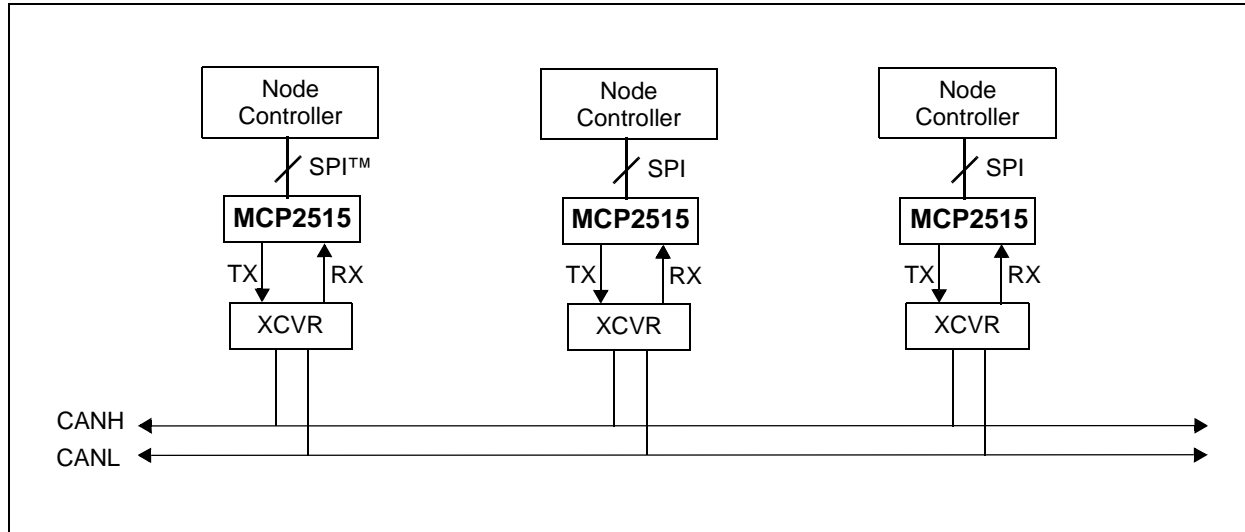 Node
Controller
Node
Controller
Node
Controller
SPI™
SPI
SPI
MCP2515
MCP2515
MCP2515
TX
RX
TX
RX
TX
RX
XCVR
XCVR
XCVR
CANH
CANL